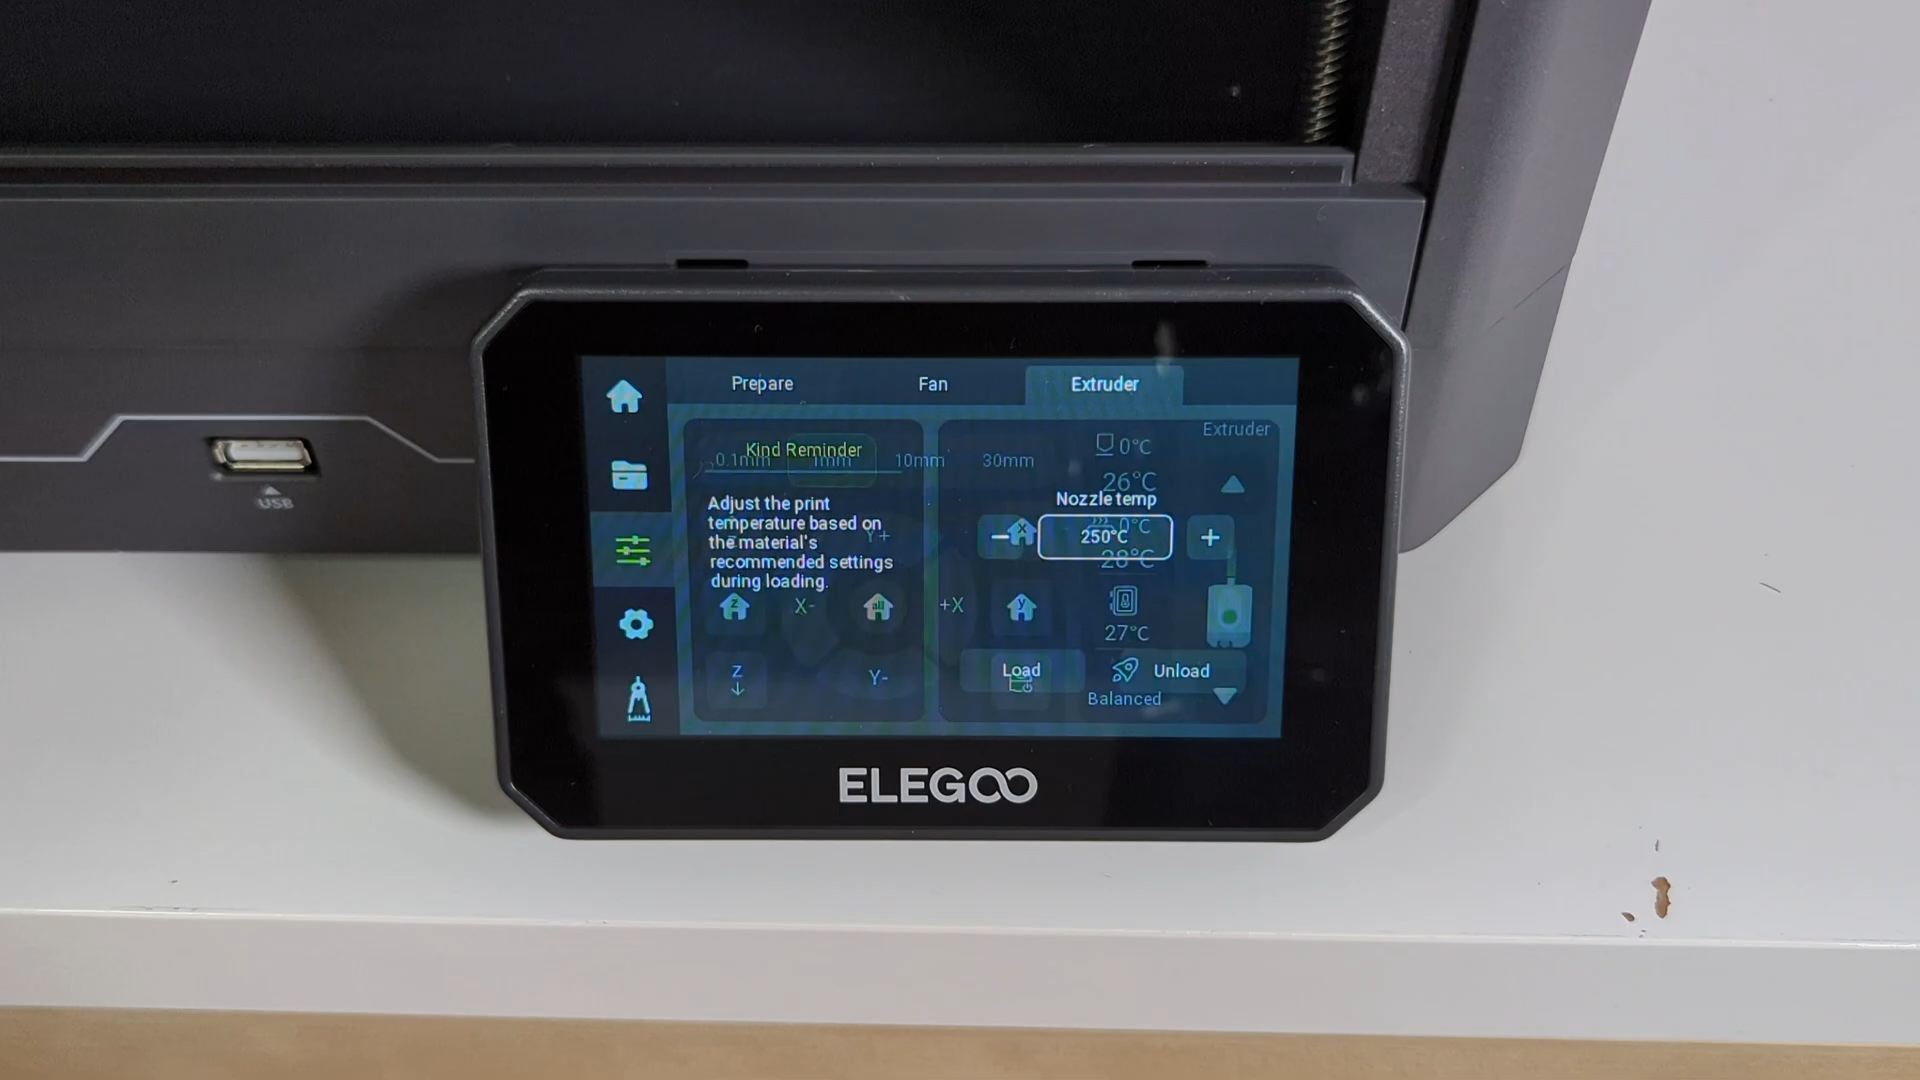 Prepare
Fan
Extruder
Extruder
Kind Reminder
0.1mm
1mm
10mm
30mm
0°C
26°C
Adjust the print
temperature based on
the material's
recommended settings
during loading.
Nozzle temp
Y+
x
−
250°C
0°C
+
28°C
z
X-
all
+X
y
27°C
Z
Y-
Load
Unload
Balanced
USB
ELEGOO